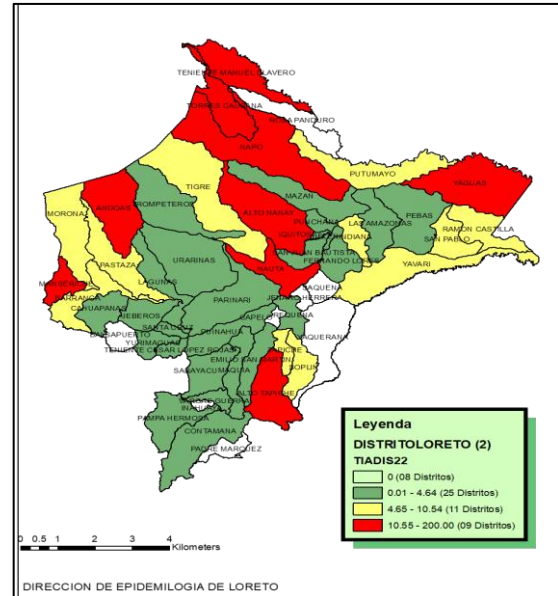 TENIENTE MANUEL CLAVERO
TORRES CAUSANA
ROSA PANDURO
NAPO
PUTUMAYO
TIGRE
YAGUAS
MAZAN
ANDOAS
TROMPETEROS
ALTO NANAY
PUNCHANA
PEBAS
MORONA
IQUITOS
INDIANA
LAS AMAZONAS
RAMON CASTILLA
SAN PABLO
SAN JUAN BAUTISTA
FERNANDO LORES
URARINAS
NAUTA
YAVARI
PASTAZA
LAGUNAS
MANSERICHE
SAQUENA
BARRANCA
JENARO HERRERA
CAHUAPANAS
PARINARI
JEBEROS
CAPELO
REQUENA
SANTA CRUZ
PUINAHUA
BALSAPUERTO
YAQUERANA
YURIMAGUAS
TENIENTE CESAR LOPEZ ROJAS
TAPICHE
EMILIO SAN MARTIN
SOPLIN
SARAYACU
MAQUIA
ALTO TAPICHE
VARGAS GUERRA
INAHUAYA
PAMPA HERMOSA
CONTAMANA
PADRE MARQUEZ
Leyenda
DISTRITOLORETO (2)
TIADIS22
0 (08 Distritos)
0.01 - 4.64 (25 Distritos)
4.65 - 10.54 (11 Distritos)
10.55 - 200.00 (09 Distritos)
0 0.5 1 2 3 4
Kilometers
DIRECCION DE EPIDEMILOGIA DE LORETO